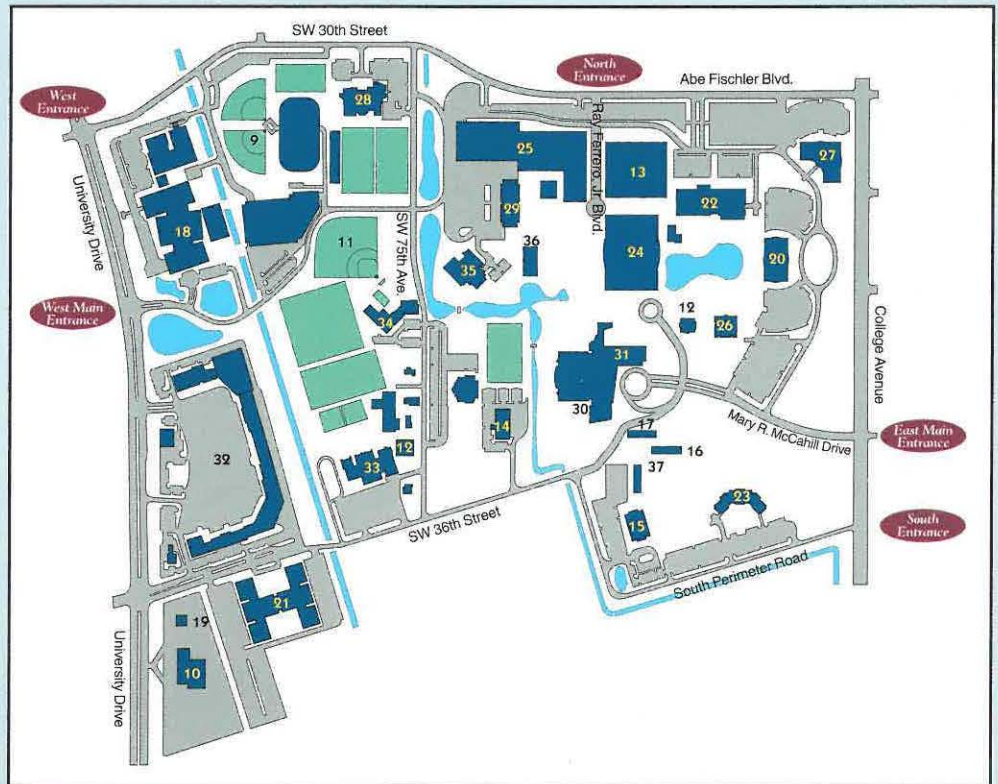 SW 30th Street
North
Entrance
Abe Fischler Blvd.
West
Entrance
28
9
25
Ray Ferrero, Jr. Blvd.
13
27
University Drive
18
29
22
11
SW 75th Ave.
36
24
35
20
West Main
Entrance
34
12
26
College Avenue
31
30
14
17
Mary R. McCahill Drive
East Main
Entrance
12
16
32
33
37
23
South
Entrance
15
SW 36th Street
South Perimeter Road
21
19
10
University Drive